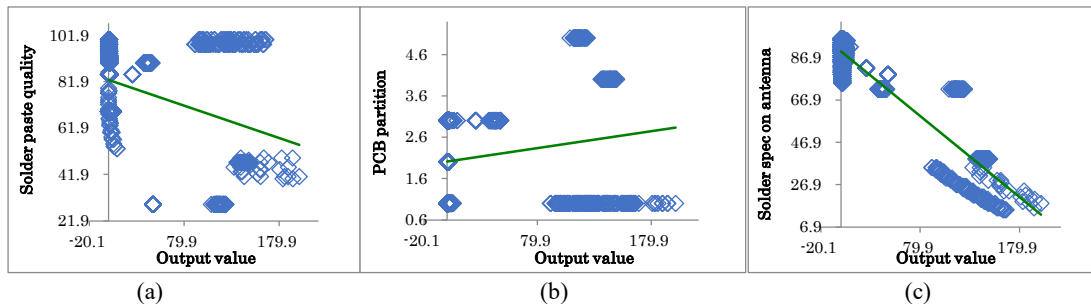 101.9
81.9
61.9
41.9
21.9
-20.1 79.9 179.9
Solder paste quality
Output value
(a)
4.6
3.6
2.6
1.6
0.6
-20.1 79.9 179.9
PCB partition
Output value
(b)
86.9
66.9
46.9
26.9
6.9
-20.1 79.9 179.9
Solder spec on antenna
Output value
(c)